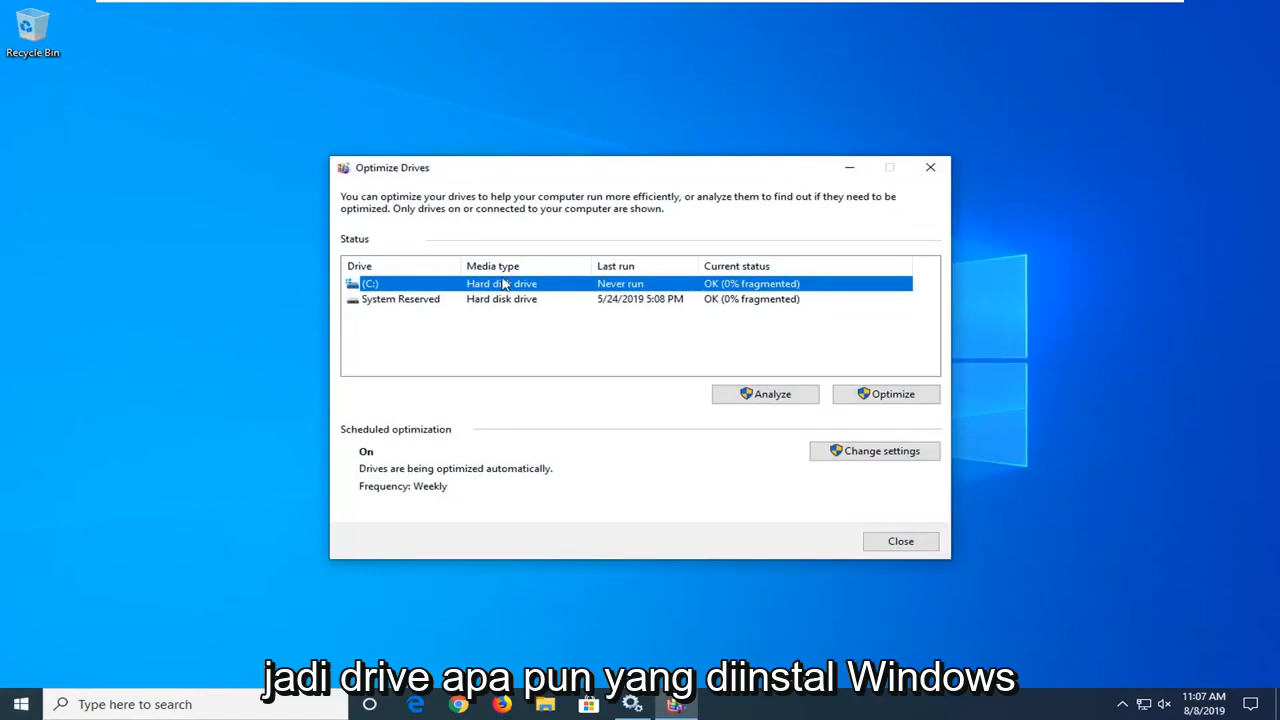 Recycle Bin
Optimize Drives
You can optimize your drives to help your computer run more efficiently, or analyze them to find out if they need to be
optimized. Only drives on or connected to your computer are shown.
Status
Drive Media type Last run Current status
(C:) Hard disk drive Never run OK (0% fragmented)
System Reserved Hard disk drive 5/24/2019 5:08 PM OK (0% fragmented)
Analyze Optimize
Scheduled optimization
On
Change settings
Drives are being optimized automatically.
Frequency: Weekly
Close
jadi drive apa pun yang diinstal Windows
Type here to search
11:07 AM
8/8/2019